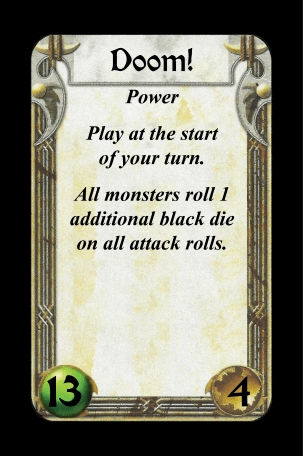 Doom!
Power
Play at the start
of your turn.
All monsters roll 1
additional black die
on all attack rolls.
13
4